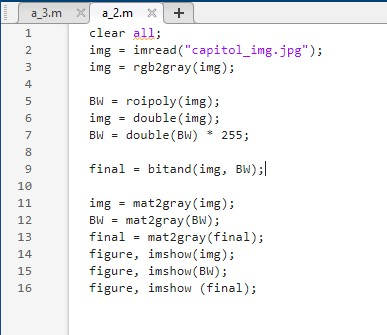 a_3.m × a_2.m × +
1 clear all;
2 img = imread("capitol_img.jpg");
3 img = rgb2gray(img);
4
5 BW = roipoly(img);
6 img = double(img);
7 BW = double(BW) * 255;
8
9 final = bitand(img, BW);
10
11 img = mat2gray(img);
12 BW = mat2gray(BW);
13 final = mat2gray(final);
14 figure, imshow(img);
15 figure, imshow(BW);
16 figure, imshow (final);